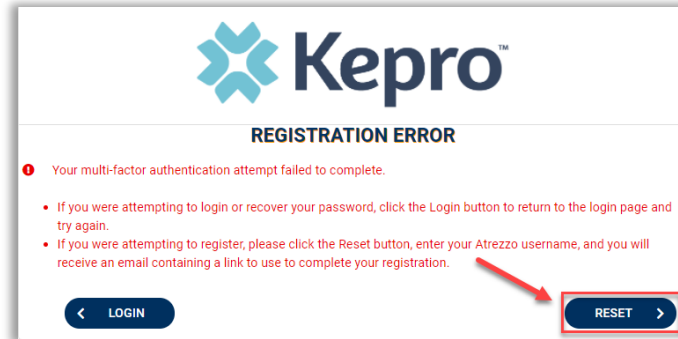 Kepro™
REGISTRATION ERROR
Your multi-factor authentication attempt failed to complete.
• If you were attempting to login or recover your password, click the Login button to return to the login page and
try again.
• If you were attempting to register, please click the Reset button, enter your Atrezzo username, and you will
receive an email containing a link to use to complete your registration.
LOGIN
RESET